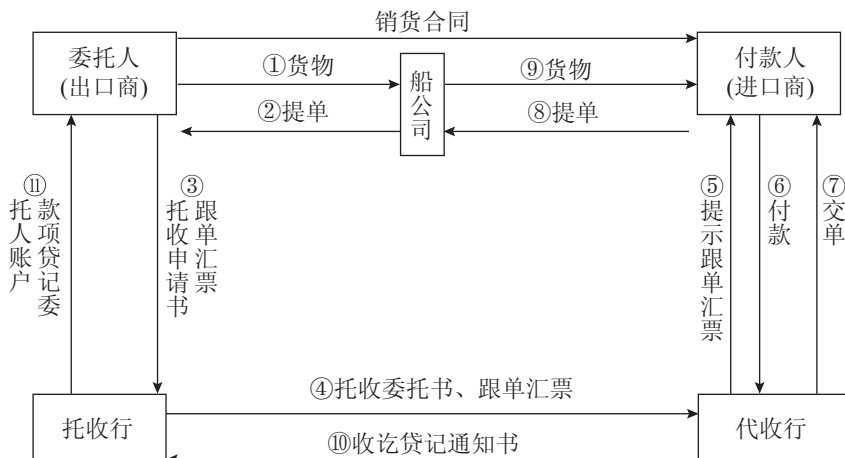 销货合同
委托人
(出口商)
①货物
②提单
船公司
⑨货物
⑧提单
付款人
(进口商)
⑪款项贷记委
托人账户
③跟单汇票
托收申请书
⑤提示跟单汇票
⑥付款
⑦交单
④托收委托书、跟单汇票
托收行
代收行
⑩收讫贷记通知书